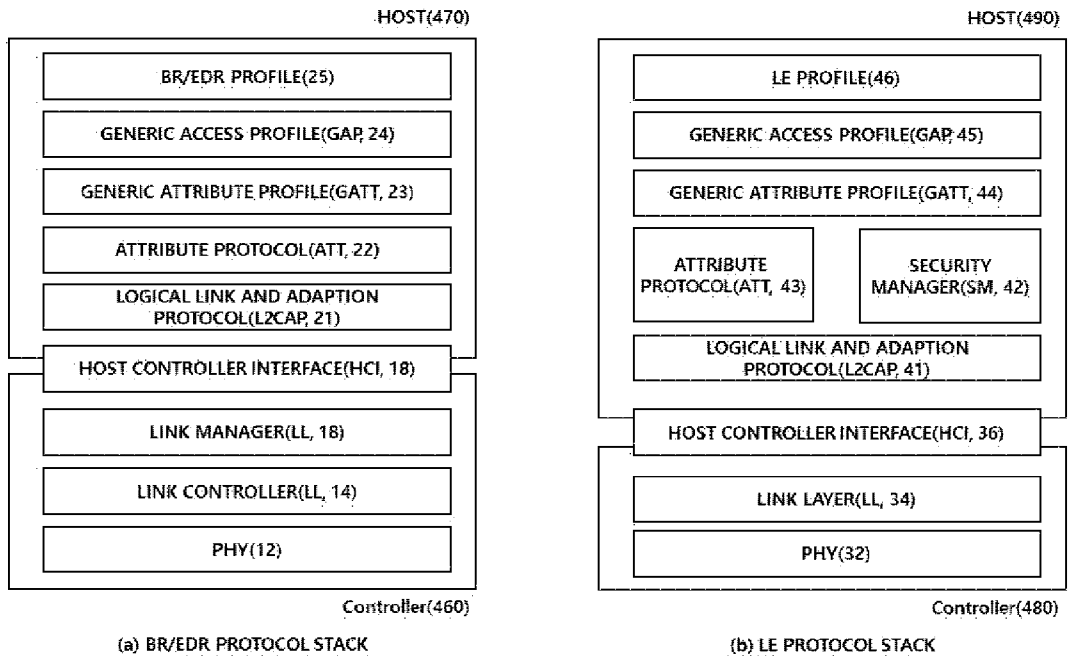 HOST(470)
BR/EDR PROFILE(25)
GENERIC ACCESS PROFILE(GAP, 24)
GENERIC ATTRIBUTE PROFILE(GATT, 23)
ATTRIBUTE PROTOCOL(ATT, 22)
LOGICAL LINK AND ADAPTION
PROTOCOL(L2CAP, 21)
HOST CONTROLLER INTERFACE(HCI, 18)
LINK MANAGER(LL, 18)
LINK CONTROLLER(LL, 14)
PHY(12)
Controller(460)
(a) BR/EDR PROTOCOL STACK
HOST(490)
LE PROFILE(46)
GENERIC ACCESS PROFILE(GAP, 45)
GENERIC ATTRIBUTE PROFILE(GATT, 44)
ATTRIBUTE
PROTOCOL(ATT, 43)
SECURITY
MANAGER(SM, 42)
LOGICAL LINK AND ADAPTION
PROTOCOL(L2CAP, 41)
HOST CONTROLLER INTERFACE(HCI, 36)
LINK LAYER(LL, 34)
PHY(32)
Controller(480)
(b) LE PROTOCOL STACK